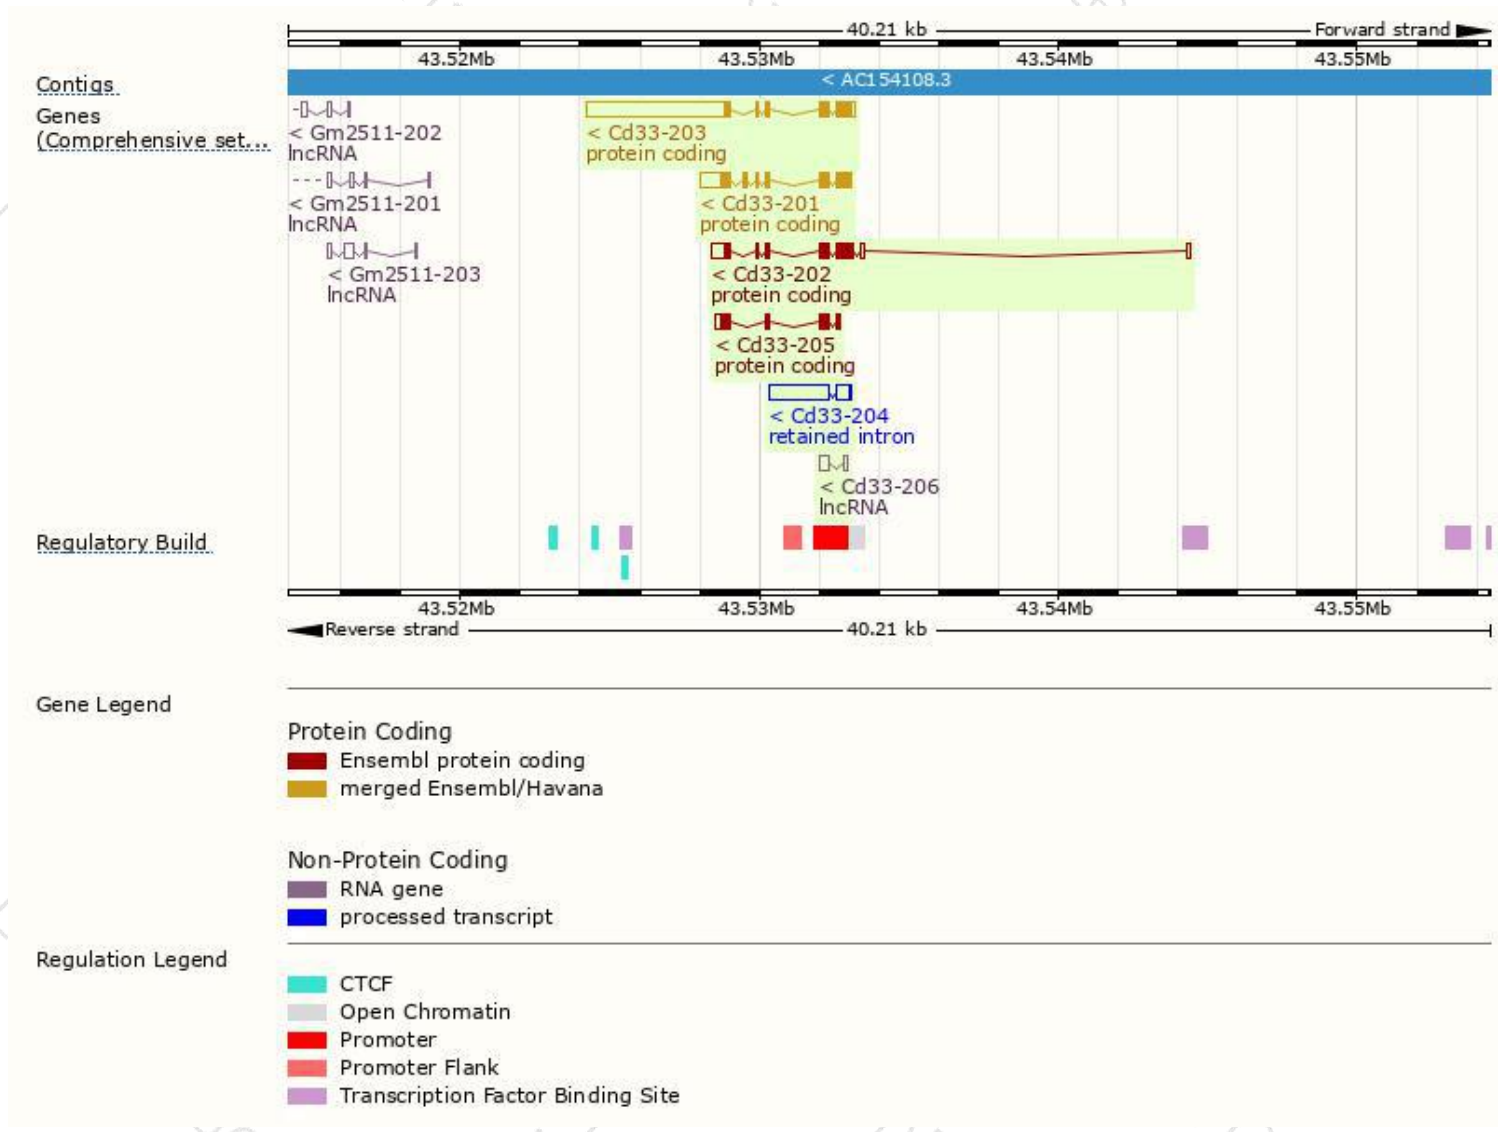 40.21 kb Forward strand
43.52Mb 43.53Mb 43.54Mb 43.55Mb
Contigs < AC154108.3
Genes
(Comprehensive set...
< Gm2511-202 < Cd33-203
lncRNA protein coding
< Gm2511-201 < Cd33-201
lncRNA protein coding
< Gm2511-203 < Cd33-202
lncRNA protein coding
< Cd33-205
protein coding
< Cd33-204
retained intron
< Cd33-206
lncRNA
Regulatory Build
43.52Mb 43.53Mb 43.54Mb 43.55Mb
Reverse strand 40.21 kb
Gene Legend
Protein Coding
Ensembl protein coding
merged Ensembl/Havana
Non-Protein Coding
RNA gene
processed transcript
Regulation Legend
CTCF
Open Chromatin
Promoter
Promoter Flank
Transcription Factor Binding Site